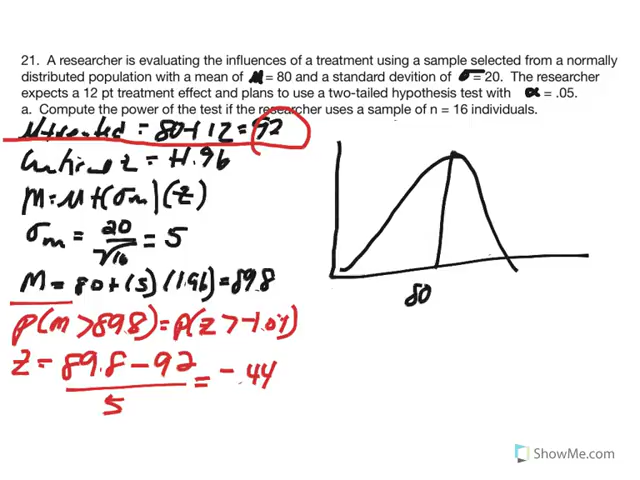 21. A researcher is evaluating the influences of a treatment using a sample selected from a normally
distributed population with a mean of μ = 80 and a standard devition of σ = 20. The researcher
expects a 12 pt treatment effect and plans to use a two-tailed hypothesis test with α = .05.
a. Compute the power of the test if the researcher uses a sample of n = 16 individuals.
= 80+12 = 92
Critical z = +1.96
M = μ + (σm)(z)
σm = 20/√16 = 5
M = 80 + (5)(1.96) = 89.8
p(m > 89.8) = p(z >
z = 89.8 - 92 / 5 = -.44
80
ShowMe.com